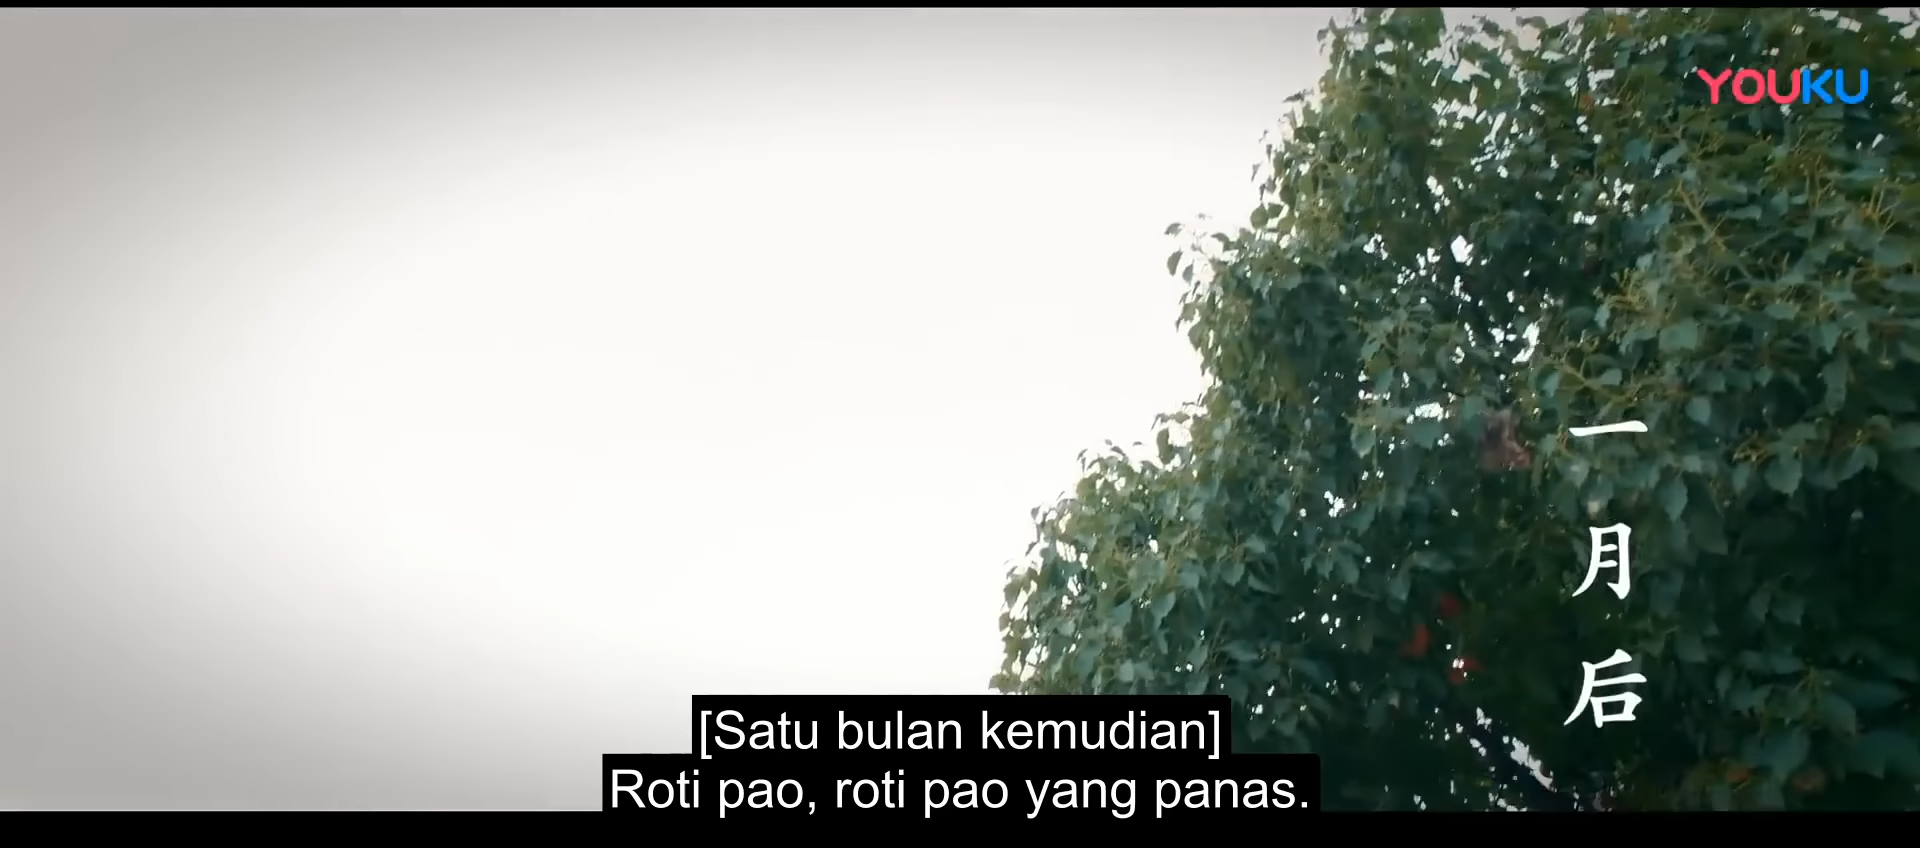 YOUKU
一月后
[Satu bulan kemudian]
Roti pao, roti pao yang panas.